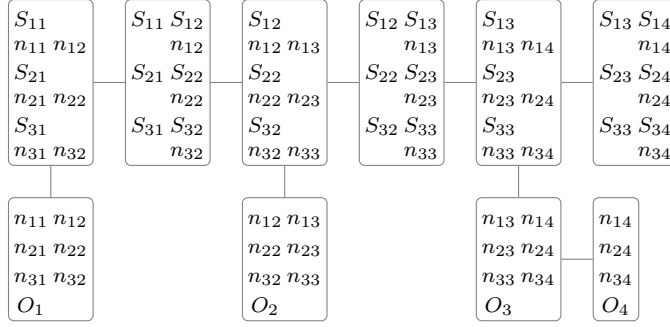 S₁₁
n₁₁ n₁₂
S₂₁
n₂₁ n₂₂
S₃₁
n₃₁ n₃₂
S₁₁ S₁₂
n₁₂
S₂₁ S₂₂
n₂₂
S₃₁ S₃₂
n₃₂
S₁₂
n₁₂ n₁₃
S₂₂
n₂₂ n₂₃
S₃₂
n₃₂ n₃₃
S₁₂ S₁₃
n₁₃
S₂₂ S₂₃
n₂₃
S₃₂ S₃₃
n₃₃
S₁₃
n₁₃ n₁₄
S₂₃
n₂₃ n₂₄
S₃₃
n₃₃ n₃₄
S₁₃ S₁₄
n₁₄
S₂₃ S₂₄
n₂₄
S₃₃ S₃₄
n₃₄
n₁₁ n₁₂
n₂₁ n₂₂
n₃₁ n₃₂
O₁
n₁₂ n₁₃
n₂₂ n₂₃
n₃₂ n₃₃
O₂
n₁₃ n₁₄
n₂₃ n₂₄
n₃₃ n₃₄
O₃
n₁₄
n₂₄
n₃₄
O₄